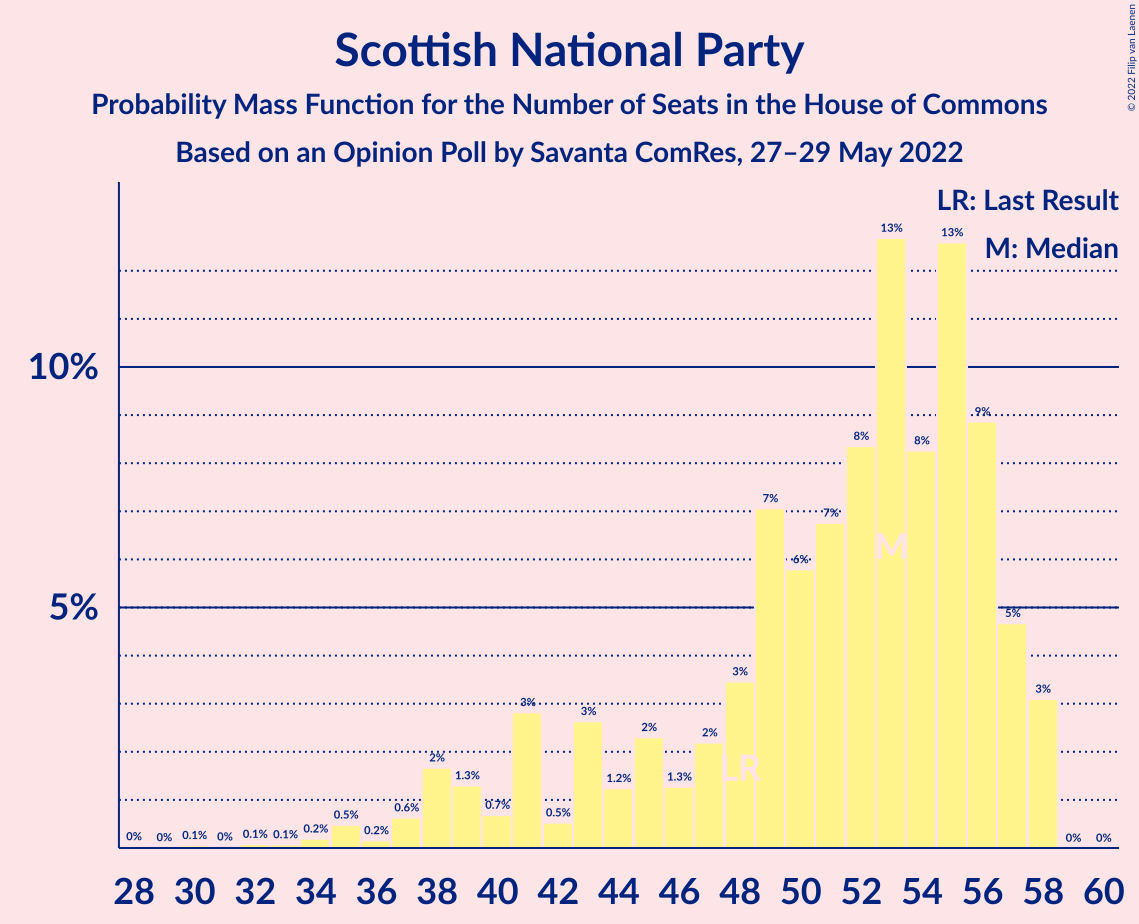 Scottish National Party
Probability Mass Function for the Number of Seats in the House of Commons
Based on an Opinion Poll by Savanta ComRes, 27–29 May 2022
© 2022 Filip van Laenen
LR: Last Result
M: Median
10%
5%
0% 0% 0.1% 0% 0.1% 0.1% 0.2% 0.5% 0.2% 0.6% 2% 1.3% 0.7% 3% 0.5% 3% 1.2% 2% 1.3% 2% 3% 7% 6% 7% 8% 13% 8% 13% 9% 5% 3% 0% 0%
M
LR
28 30 32 34 36 38 40 42 44 46 48 50 52 54 56 58 60